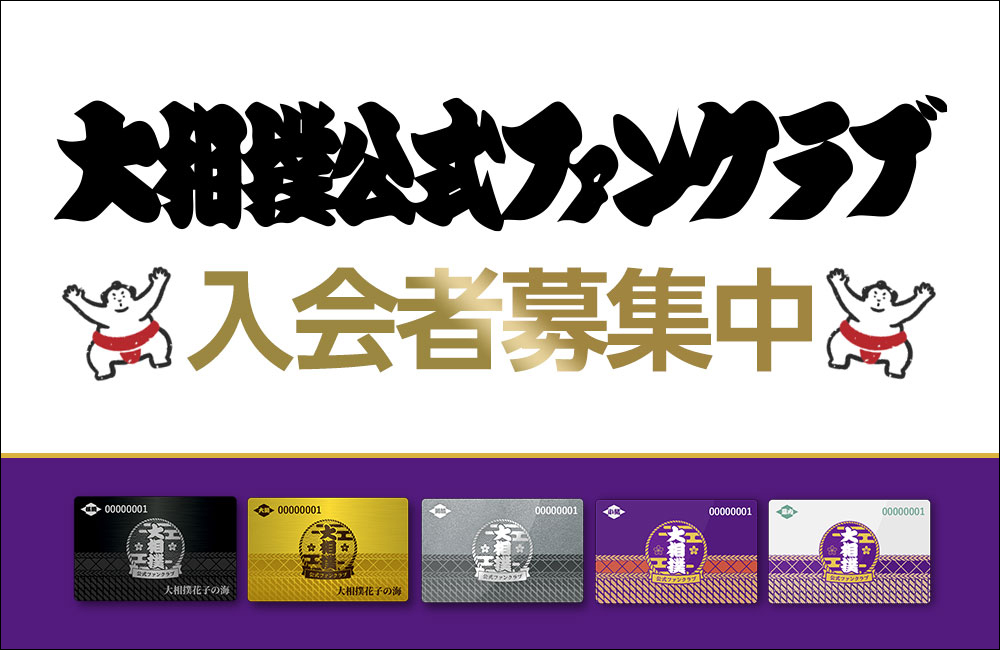 大相撲公式ファンクラブ
入会者募集中
00000001
大相撲
公式ファンクラブ
大相撲花子の海
00000001
大相撲
公式ファンクラブ
大相撲花子の海
00000001
大相撲
公式ファンクラブ
00000001
大相撲
公式ファンクラブ
00000001
大相撲
公式ファンクラブ